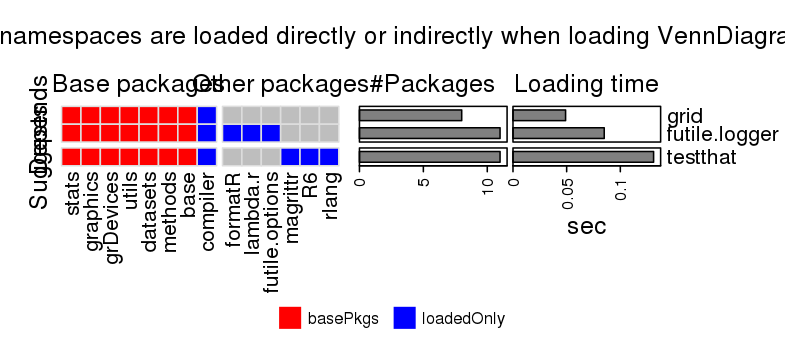 namespaces are loaded directly or indirectly when loading VennDiagra
Base packages Other packages #Packages Loading time
Depends
Suggests
grid
futile.logger
testthat
stats
graphics
grDevices
utils
datasets
methods
base
compiler
formatR
lambda.r
futile.options
magrittr
R6
rlang
0 5 10
0 0.05 0.1
sec
basePkgs loadedOnly